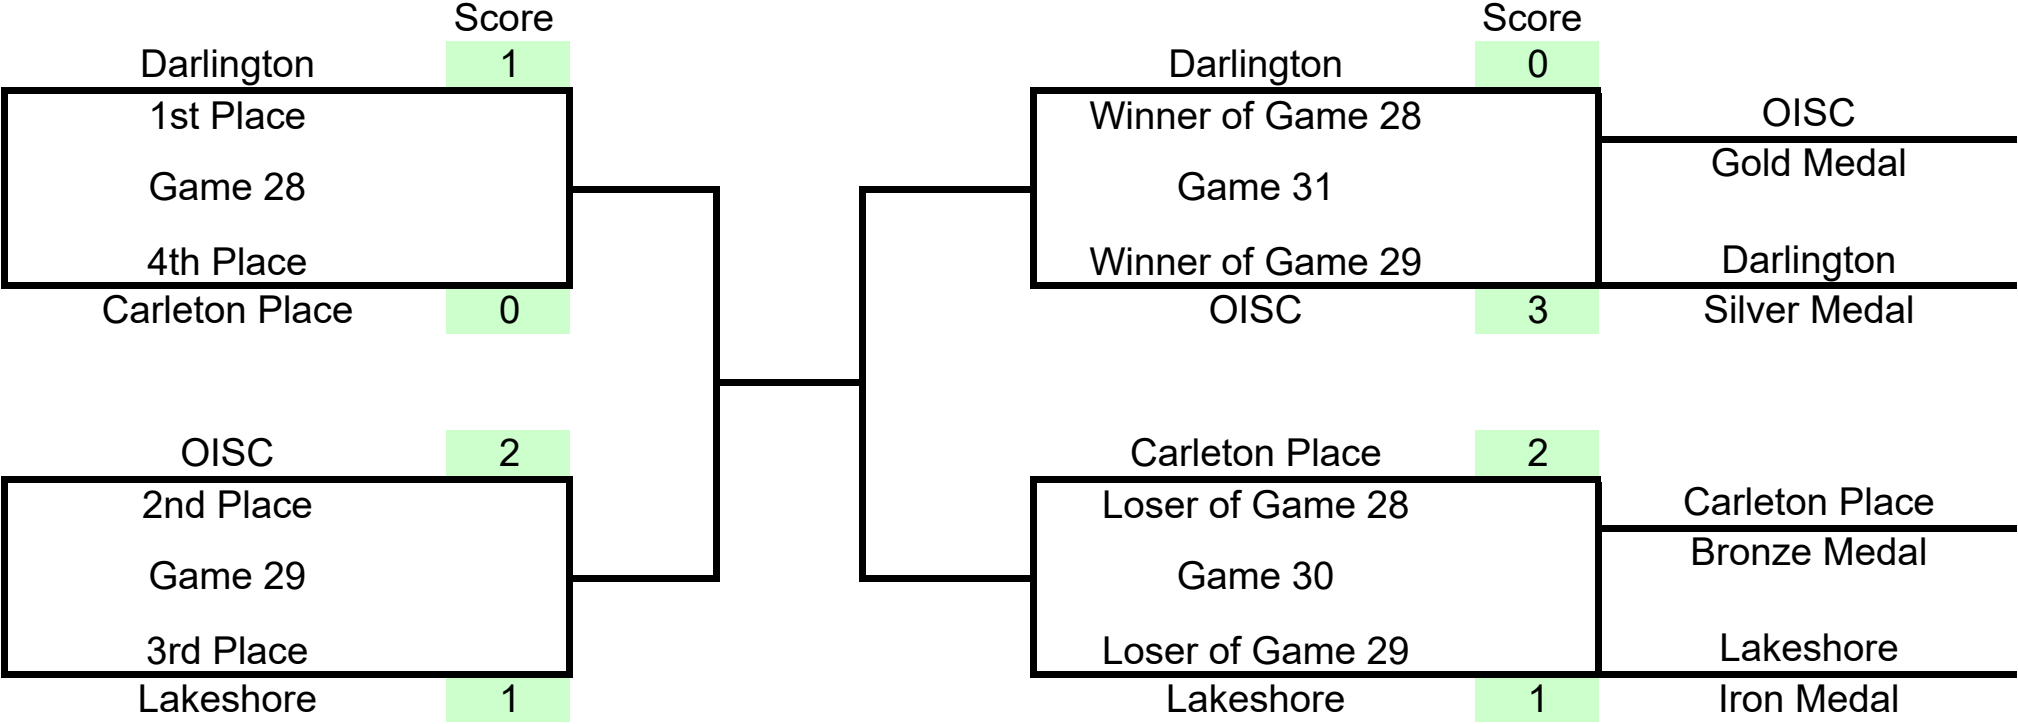 Score
Darlington 1
1st Place
Game 28
4th Place
Carleton Place 0
OISC 2
2nd Place
Game 29
3rd Place
Lakeshore 1
Score
Darlington 0
Winner of Game 28
Game 31
Winner of Game 29
OISC 3
Carleton Place 2
Loser of Game 28
Game 30
Loser of Game 29
Lakeshore 1
OISC
Gold Medal
Darlington
Silver Medal
Carleton Place
Bronze Medal
Lakeshore
Iron Medal